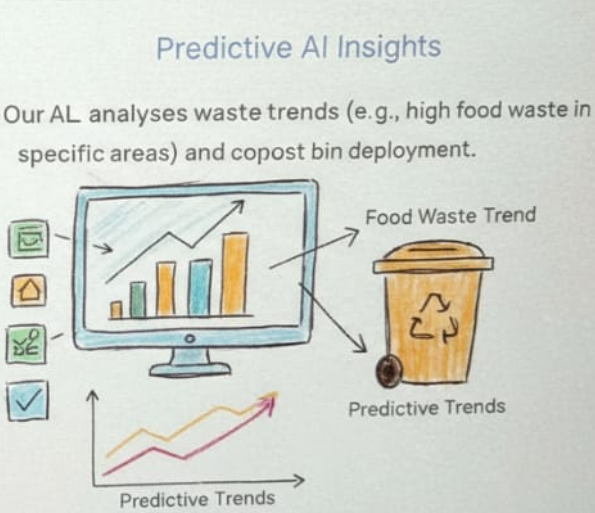 Predictive AI Insights
Our AL analyses waste trends (e.g., high food waste in
specific areas) and copost bin deployment.
Food Waste Trend
Predictive Trends
Predictive Trends